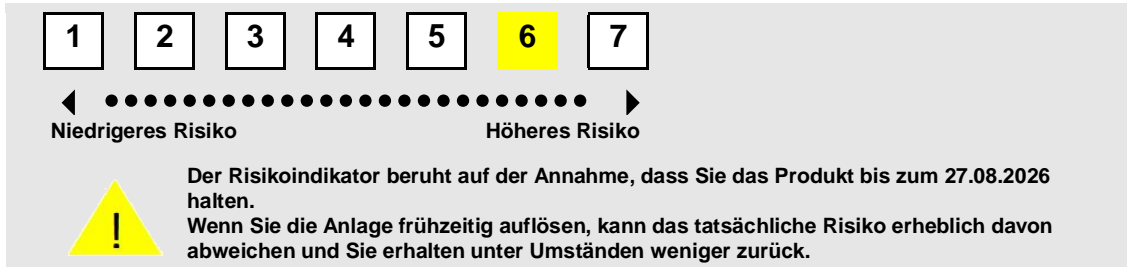 1 2 3 4 5 6 7
Niedrigeres Risiko Höheres Risiko
Der Risikoindikator beruht auf der Annahme, dass Sie das Produkt bis zum 27.08.2026
halten.
Wenn Sie die Anlage frühzeitig auflösen, kann das tatsächliche Risiko erheblich davon
abweichen und Sie erhalten unter Umständen weniger zurück.
!